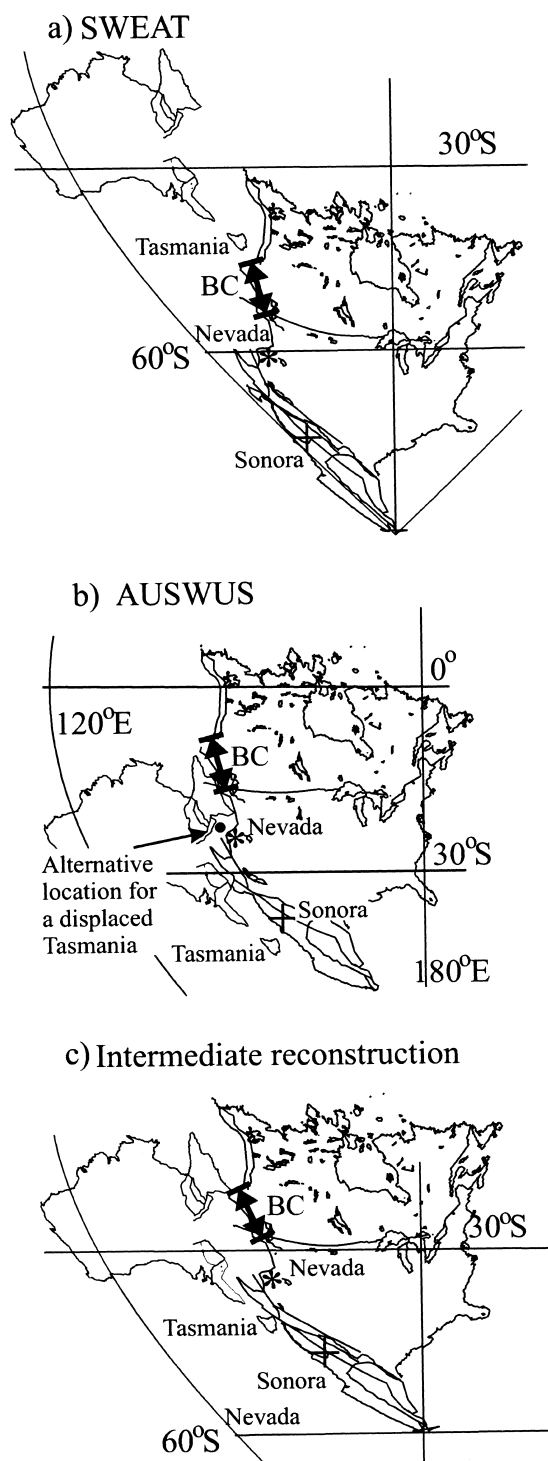 a) SWEAT
30°S
Tasmania
BC
Nevada
60°S
Sonora
b) AUSWUS
0°
120°E
BC
Nevada
Alternative
location for
a displaced
Tasmania
30°S
Sonora
Tasmania
180°E
c) Intermediate reconstruction
BC
30°S
Nevada
Tasmania
Sonora
Nevada
60°S